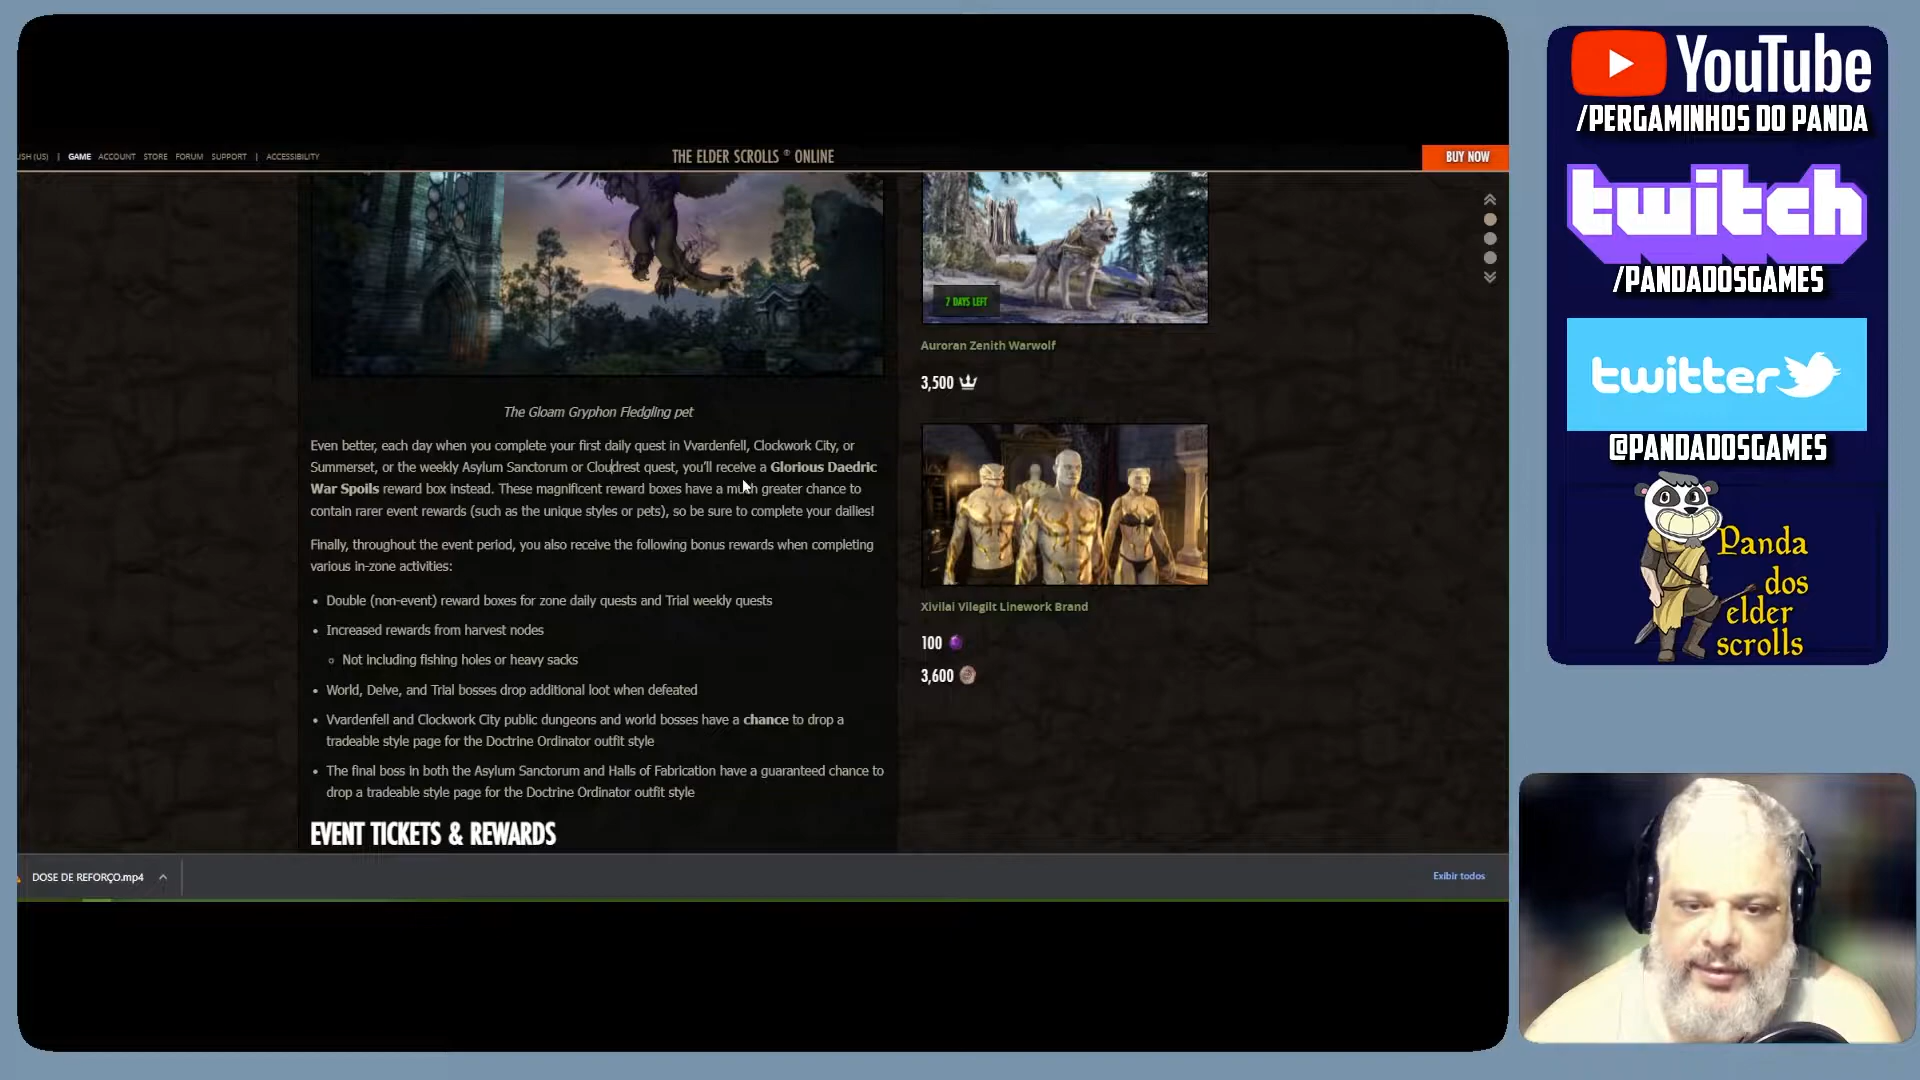 JSH (US) | GAME ACCOUNT STORE FORUM SUPPORT | ACCESSIBILITY
THE ELDER SCROLLS ® ONLINE
BUY NOW
The Gloam Gryphon Fledgling pet
Even better, each day when you complete your first daily quest in Vvardenfell, Clockwork City, or
Summerset, or the weekly Asylum Sanctorum or Cloudrest quest, you'll receive a Glorious Daedric
War Spoils reward box instead. These magnificent reward boxes have a much greater chance to
contain rarer event rewards (such as the unique styles or pets), so be sure to complete your dailies!
Finally, throughout the event period, you also receive the following bonus rewards when completing
various in-zone activities:
• Double (non-event) reward boxes for zone daily quests and Trial weekly quests
• Increased rewards from harvest nodes
○ Not including fishing holes or heavy sacks
• World, Delve, and Trial bosses drop additional loot when defeated
• Vvardenfell and Clockwork City public dungeons and world bosses have a chance to drop a
tradeable style page for the Doctrine Ordinator outfit style
• The final boss in both the Asylum Sanctorum and Halls of Fabrication have a guaranteed chance to
drop a tradeable style page for the Doctrine Ordinator outfit style
EVENT TICKETS & REWARDS
7 DAYS LEFT
Auroran Zenith Warwolf
3,500
Xivilai Vilegilt Linework Brand
100
3,600
DOSE DE REFORÇO.mp4
Exibir todos
YouTube
/PERGAMINHOS DO PANDA
twitch
/PANDADOSGAMES
twitter
@PANDADOSGAMES
Panda
dos
elder
scrolls